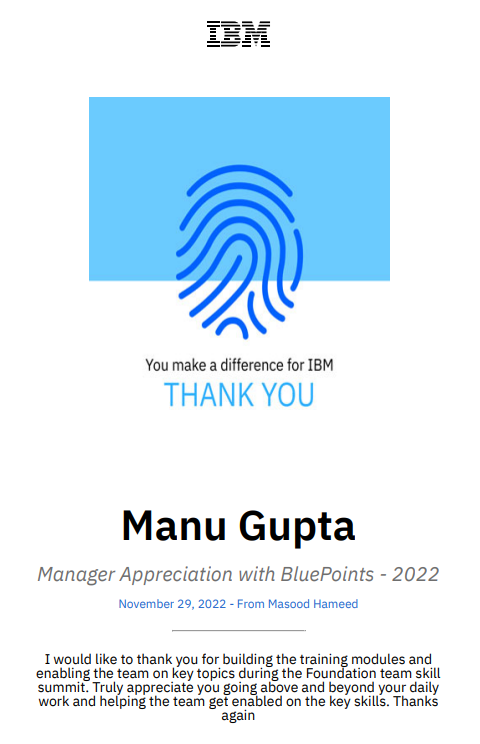 IBM
You make a difference for IBM
THANK YOU
Manu Gupta
Manager Appreciation with BluePoints - 2022
November 29, 2022 - From Masood Hameed
I would like to thank you for building the training modules and
enabling the team on key topics during the Foundation team skill
summit. Truly appreciate you going above and beyond your daily
work and helping the team get enabled on the key skills. Thanks
again